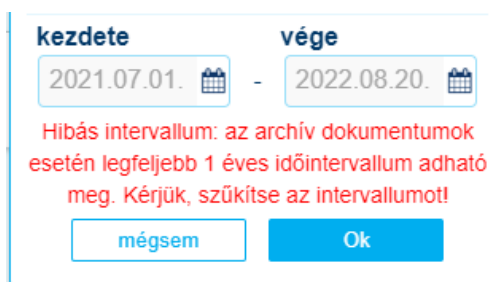 kezdete vége
2021.07.01. - 2022.08.20.
Hibás intervallum: az archív dokumentumok
esetén legfeljebb 1 éves időintervallum adható
meg. Kérjük, szűkítse az intervallumot!
mégsem Ok